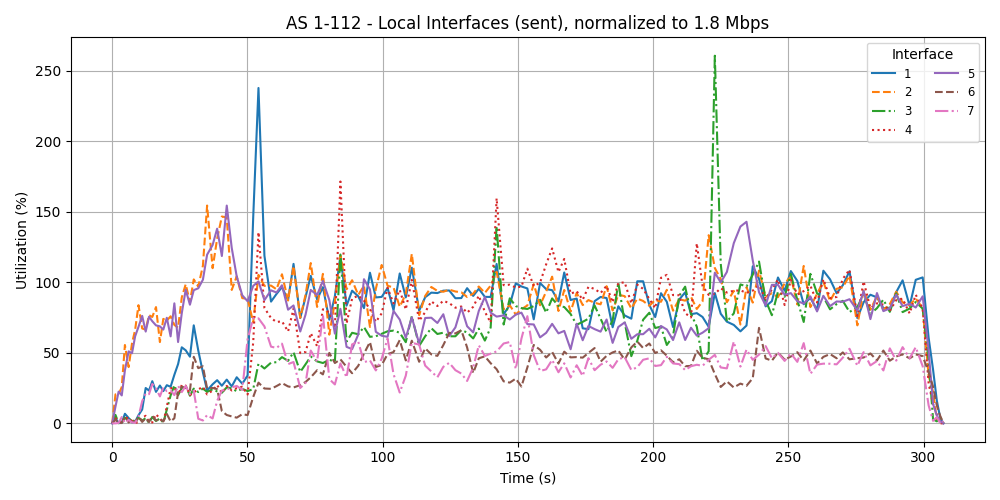 AS 1-112 - Local Interfaces (sent), normalized to 1.8 Mbps
Utilization (%)
250
200
150
100
50
0
0 50 100 150 200 250 300
Time (s)
Interface
1 5
2 6
3 7
4